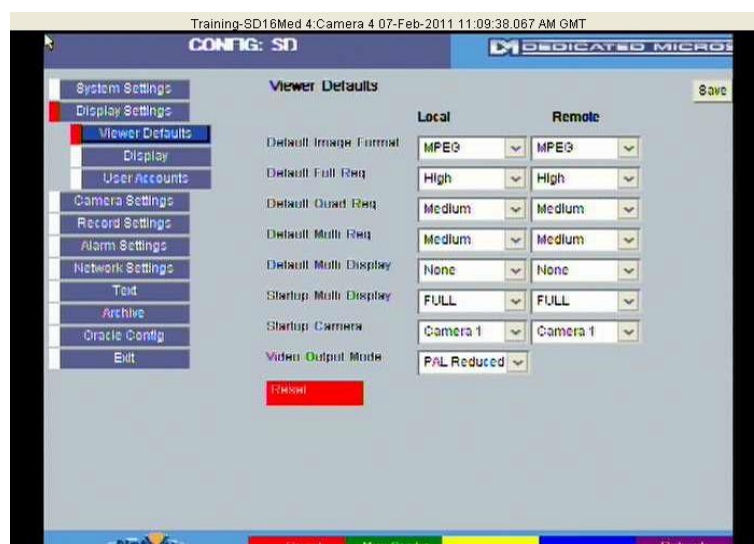 Training-SD16Med 4:Camera 4 07-Feb-2011 11:09:38.067 AM GMT
CONFIG: SD
DEDICATED MICROS
System Settings
Display Settings
Viewer Defaults
Display
User Accounts
Camera Settings
Record Settings
Alarm Settings
Network Settings
Text
Archive
Oracle Config
Exit
Viewer Defaults
Save
Local Remote
Default Image Format MPEG MPEG
Default Full Req High High
Default Quad Req Medium Medium
Default Multi Req Medium Medium
Default Multi Display None None
Startup Multi Display FULL FULL
Startup Camera Camera 1 Camera 1
Video Output Mode PAL Reduced
Reset